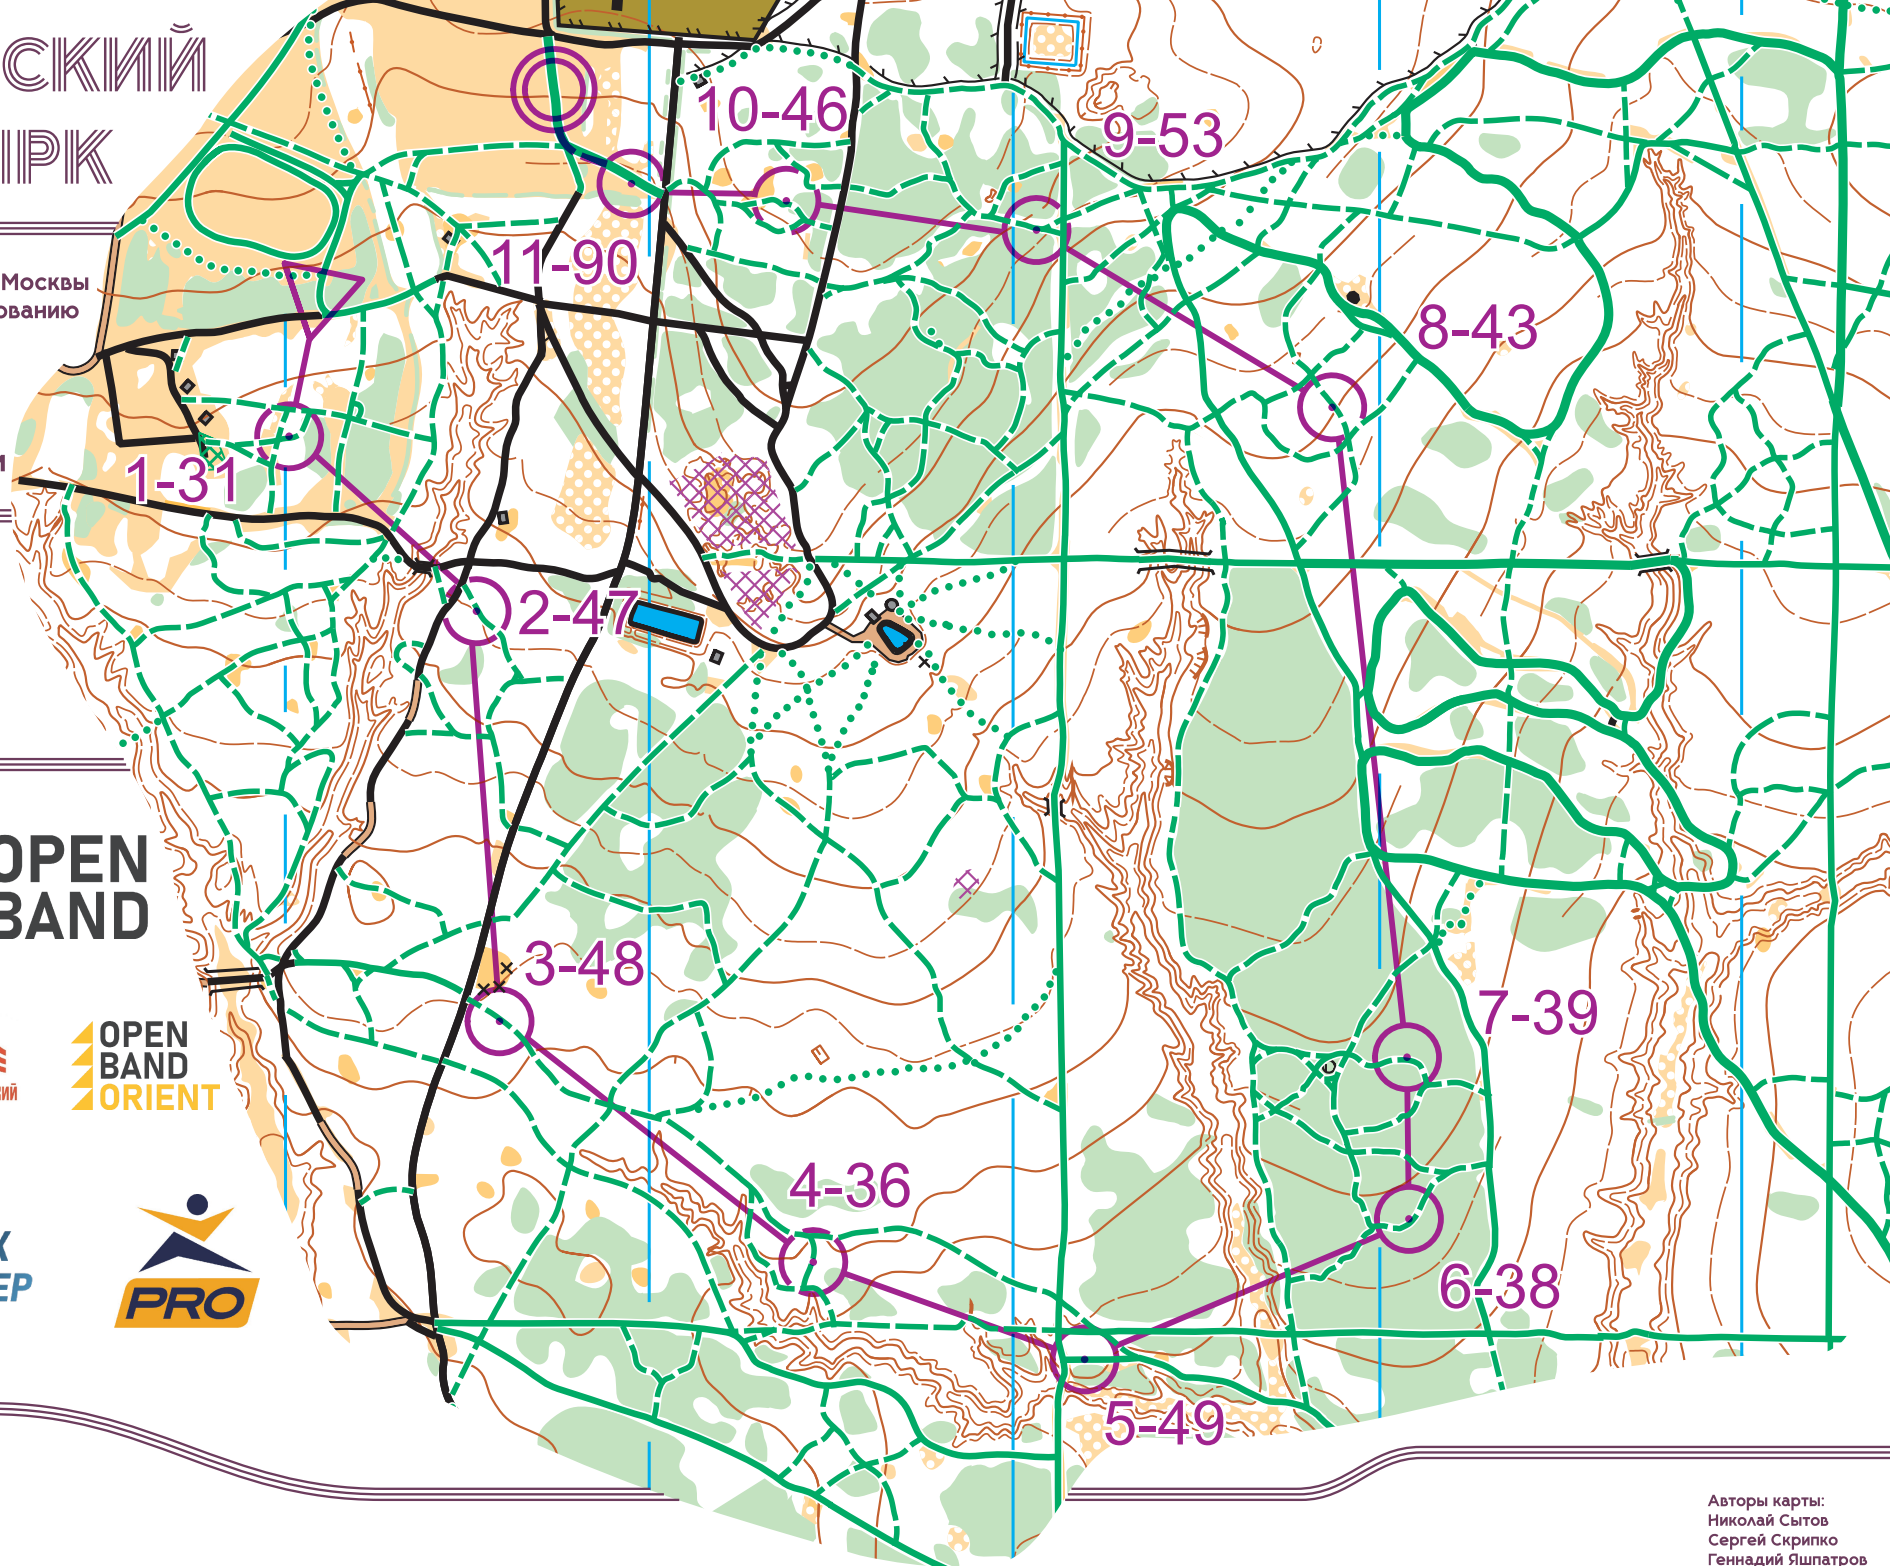 СКИЙ
ПРК
Москвы
ованию
10-46
9-53
11-90
8-43
1-31
2-47
3-48
7-39
4-36
6-38
5-49
OPEN
BAND
OPEN
BAND
ORIENT
ЕР
PRO
Авторы карты:
Николай Сытов
Сергей Скрипко
Геннадий Яшпатров